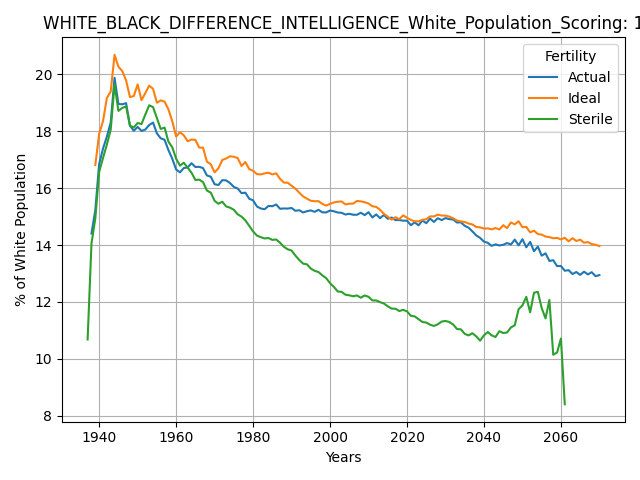 WHITE_BLACK_DIFFERENCE_INTELLIGENCE_White_Population_Scoring: 1
Fertility
Actual
Ideal
Sterile
% of White Population
20
18
16
14
12
10
8
1940 1960 1980 2000 2020 2040 2060
Years